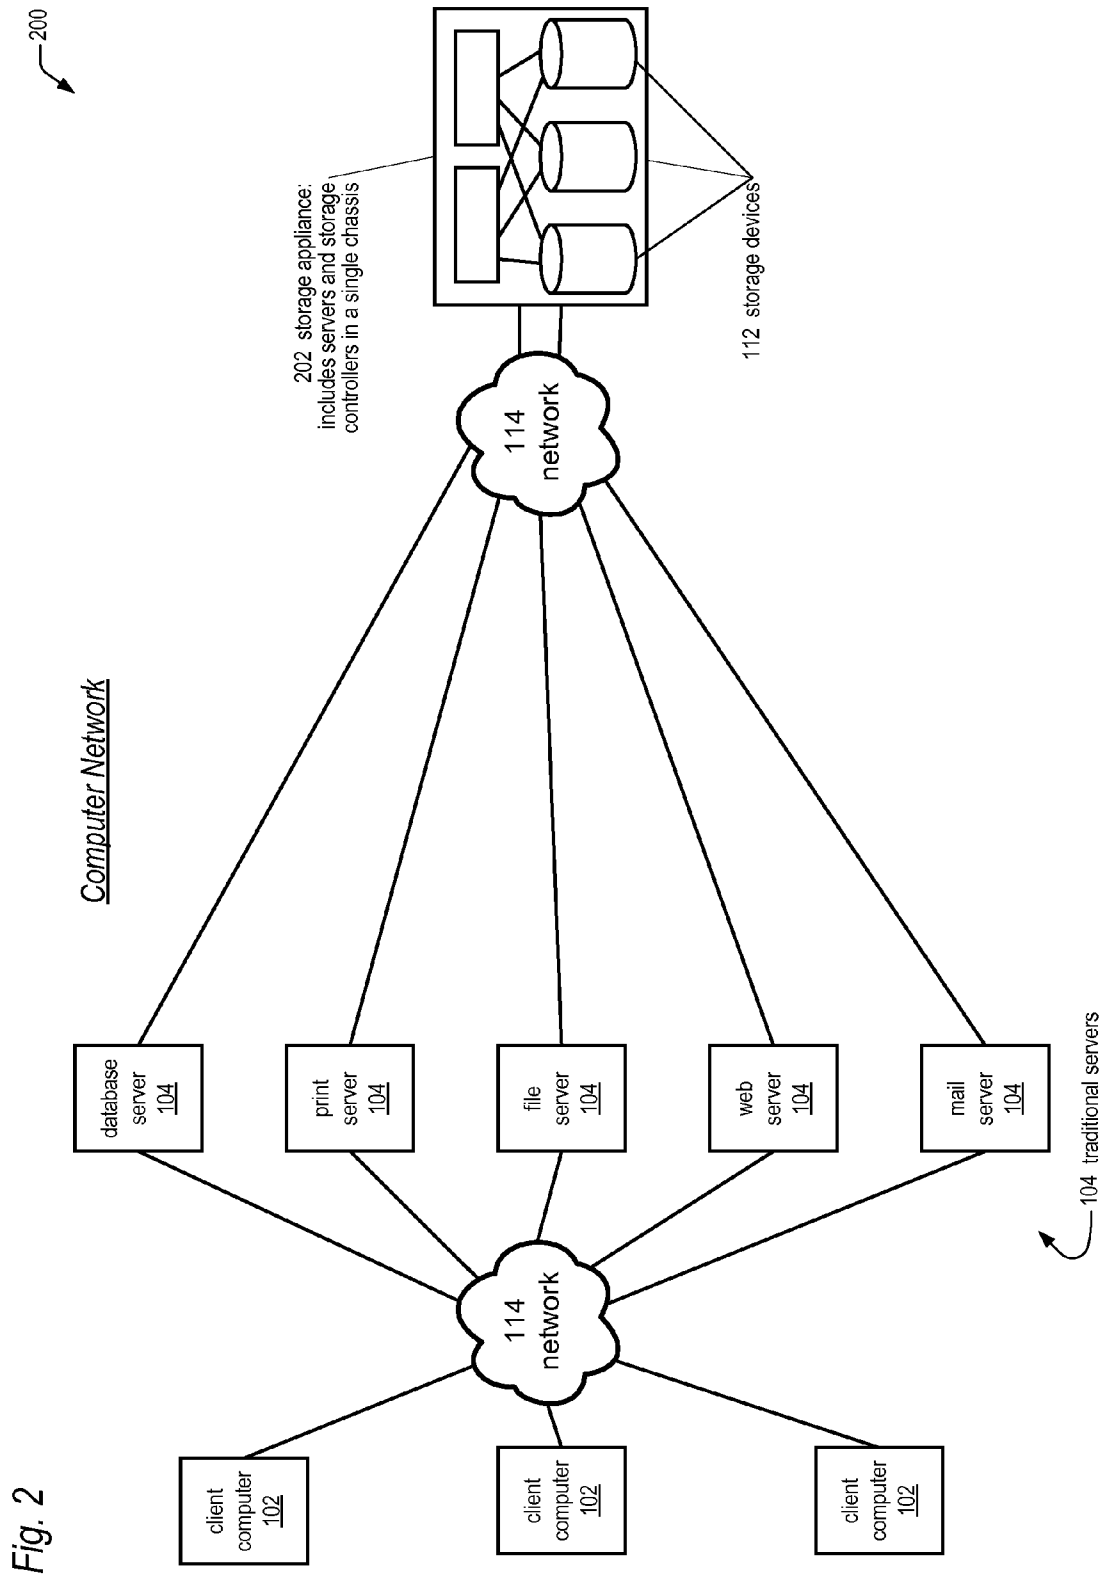 Fig. 2
Computer Network
200
client
computer
102
client
computer
102
client
computer
102
114
network
database
server
104
print
server
104
file
server
104
web
server
104
mail
server
104
104 traditional servers
114
network
202 storage appliance:
includes servers and storage
controllers in a single chassis
112 storage devices